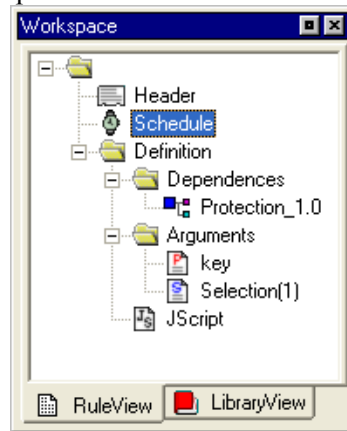 Workspace
Header
Schedule
Definition
Dependences
Protection_1.0
Arguments
key
Selection(1)
JScript
RuleView LibraryView